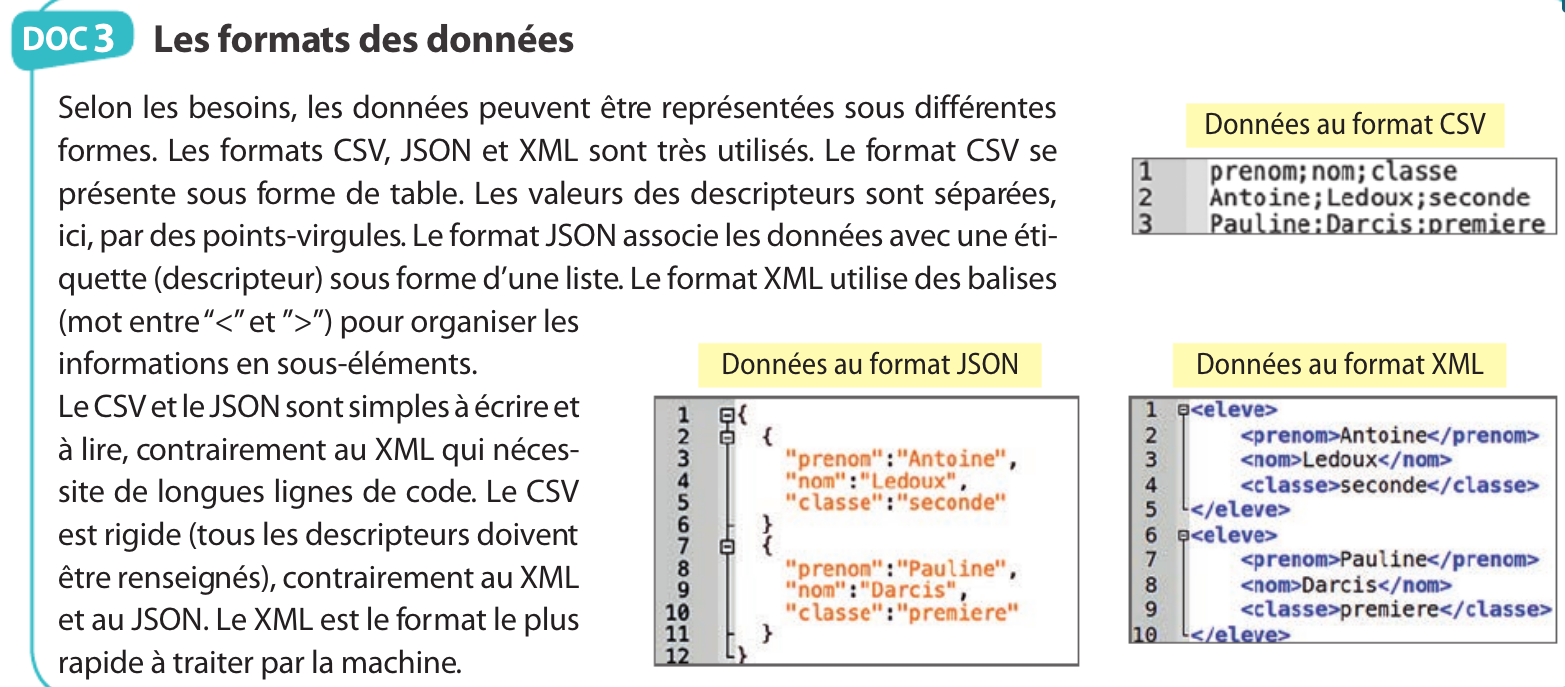 DOC 3 Les formats des données
Selon les besoins, les données peuvent être représentées sous différentes
formes. Les formats CSV, JSON et XML sont très utilisés. Le format CSV se
présente sous forme de table. Les valeurs des descripteurs sont séparées,
ici, par des points-virgules. Le format JSON associe les données avec une éti-
quette (descripteur) sous forme d'une liste. Le format XML utilise des balises
(mot entre "<" et ">") pour organiser les
informations en sous-éléments.
Le CSV et le JSON sont simples à écrire et
à lire, contrairement au XML qui néces-
site de longues lignes de code. Le CSV
est rigide (tous les descripteurs doivent
être renseignés), contrairement au XML
et au JSON. Le XML est le format le plus
rapide à traiter par la machine.
Données au format CSV
1 prenom;nom;classe
2 Antoine;Ledoux;seconde
3 Pauline;Darcis;premiere
Données au format JSON
1 {
2 {
3 "prenom":"Antoine",
4 "nom":"Ledoux",
5 "classe":"seconde"
6 }
7 {
8 "prenom":"Pauline",
9 "nom":"Darcis",
10 "classe":"premiere"
11 }
12 }
Données au format XML
1 <eleve>
2 <prenom>Antoine</prenom>
3 <nom>Ledoux</nom>
4 <classe>seconde</classe>
5 </eleve>
6 <eleve>
7 <prenom>Pauline</prenom>
8 <nom>Darcis</nom>
9 <classe>premiere</classe>
10 </eleve>